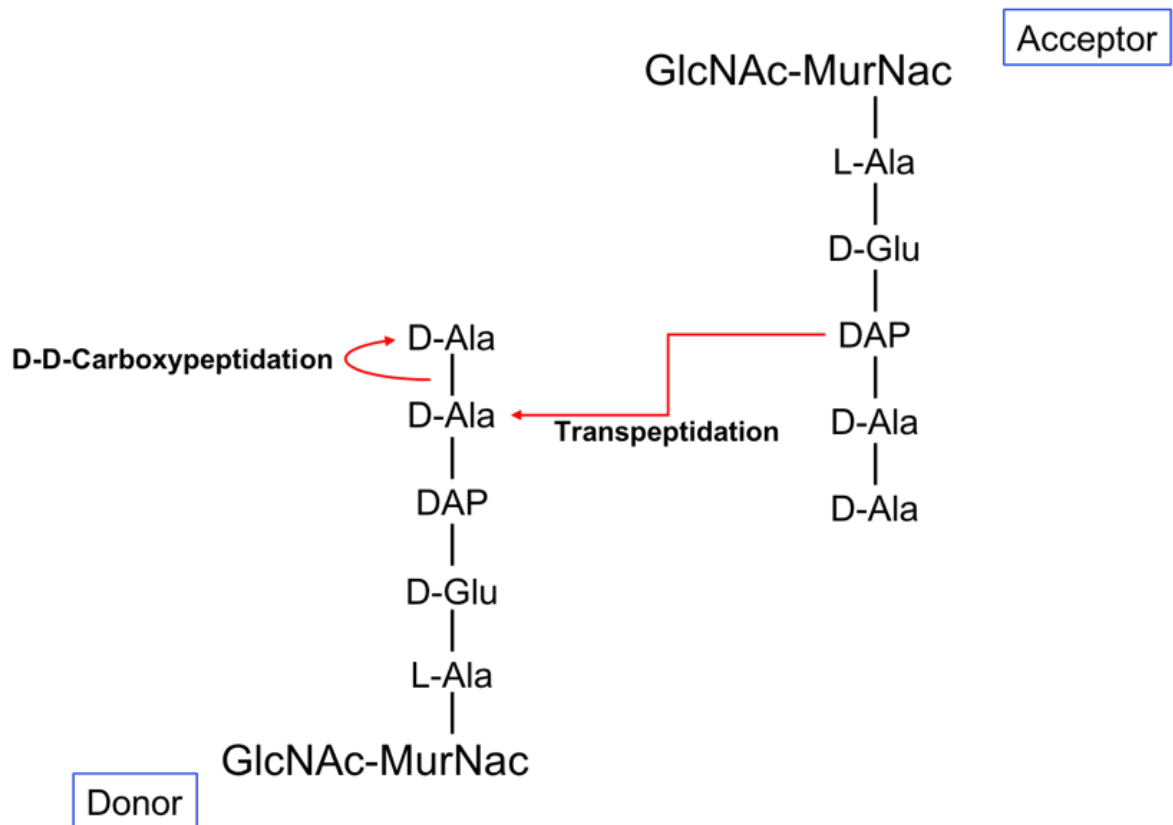 Acceptor
GlcNAc-MurNac
L-Ala
D-Glu
DAP
D-Ala
D-Ala
D-D-Carboxypeptidation
Transpeptidation
D-Ala
D-Ala
DAP
D-Glu
L-Ala
GlcNAc-MurNac
Donor